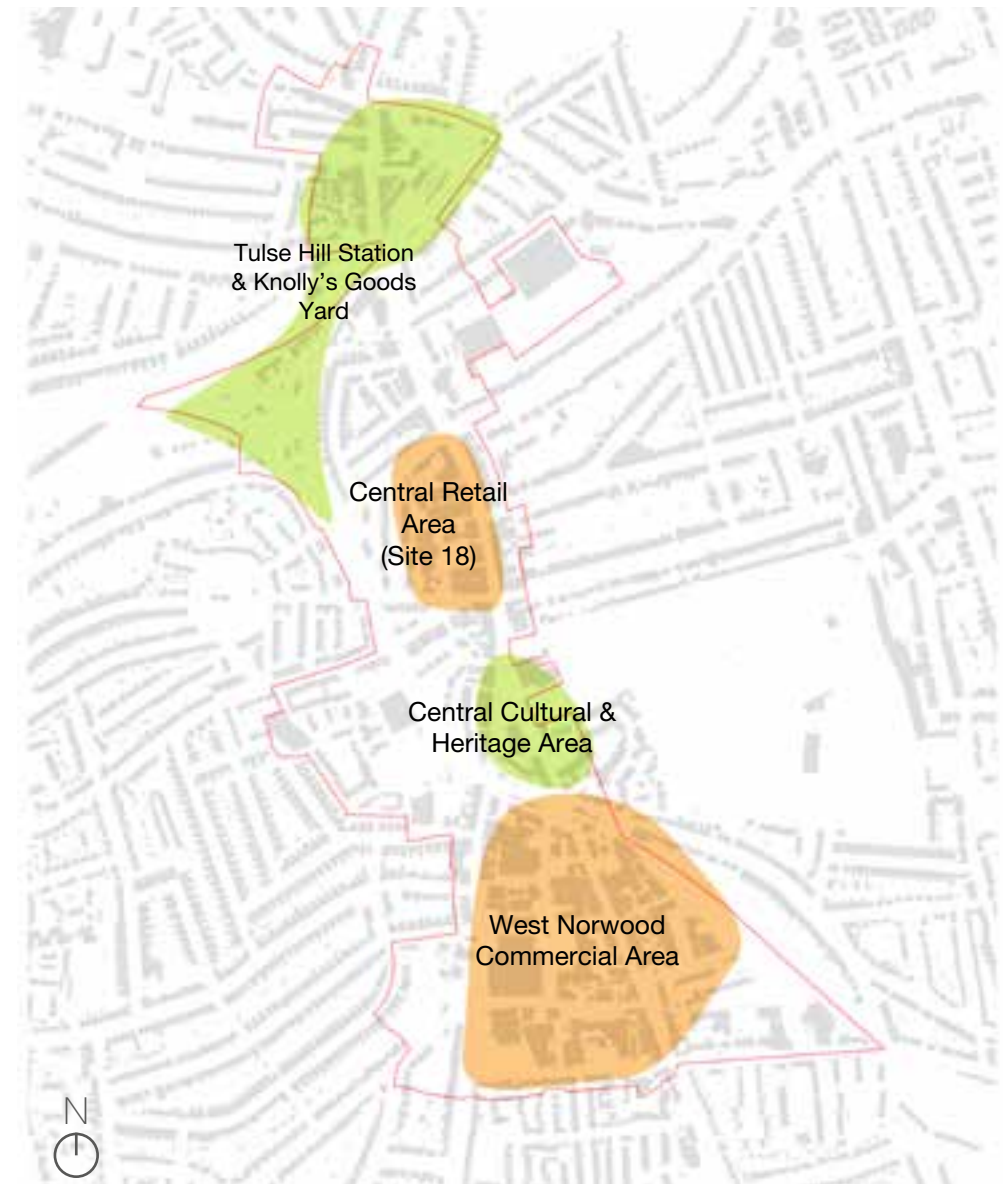 Tulse Hill Station
& Knolly’s Goods
Yard
Central Retail
Area
(Site 18)
Central Cultural &
Heritage Area
West Norwood
Commercial Area
N